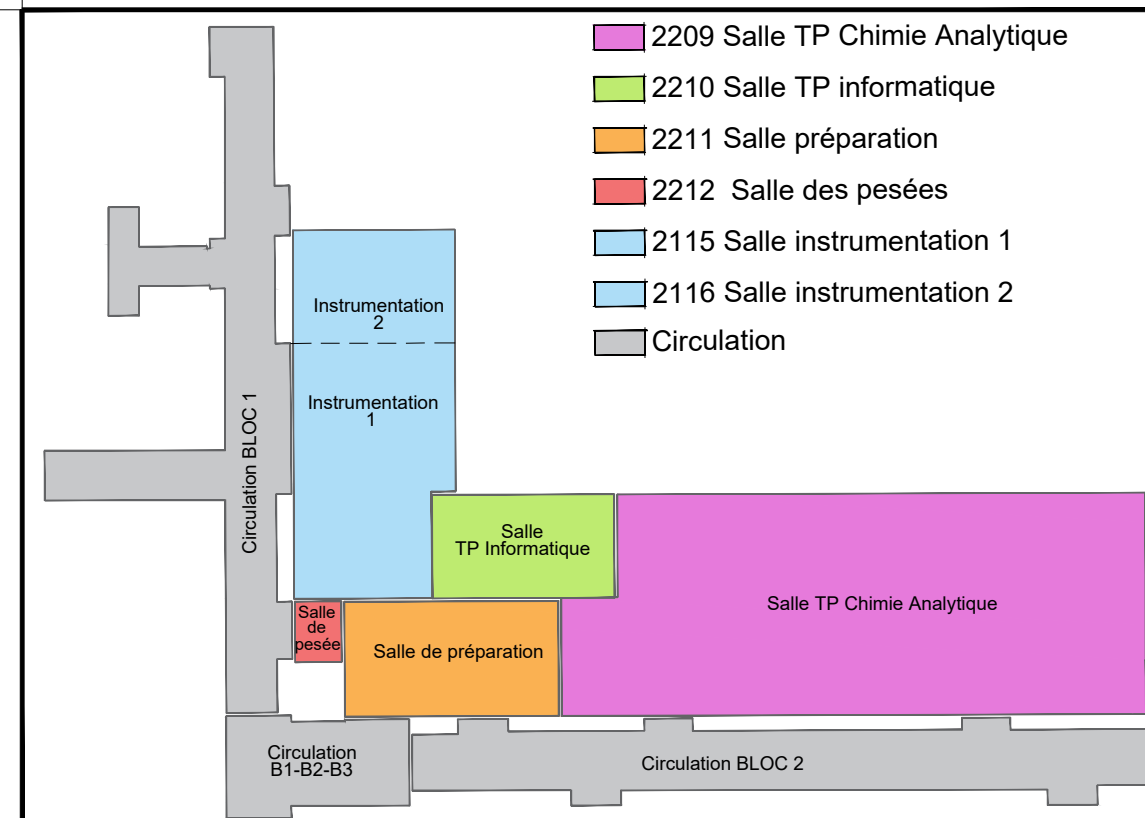 2209 Salle TP Chimie Analytique
2210 Salle TP informatique
2211 Salle préparation
2212 Salle des pesées
2115 Salle instrumentation 1
2116 Salle instrumentation 2
Circulation
Instrumentation
2
Instrumentation
1
Circulation BLOC 1
Salle
TP Informatique
Salle TP Chimie Analytique
Salle
de
pesée
Salle de préparation
Circulation
B1-B2-B3
Circulation BLOC 2